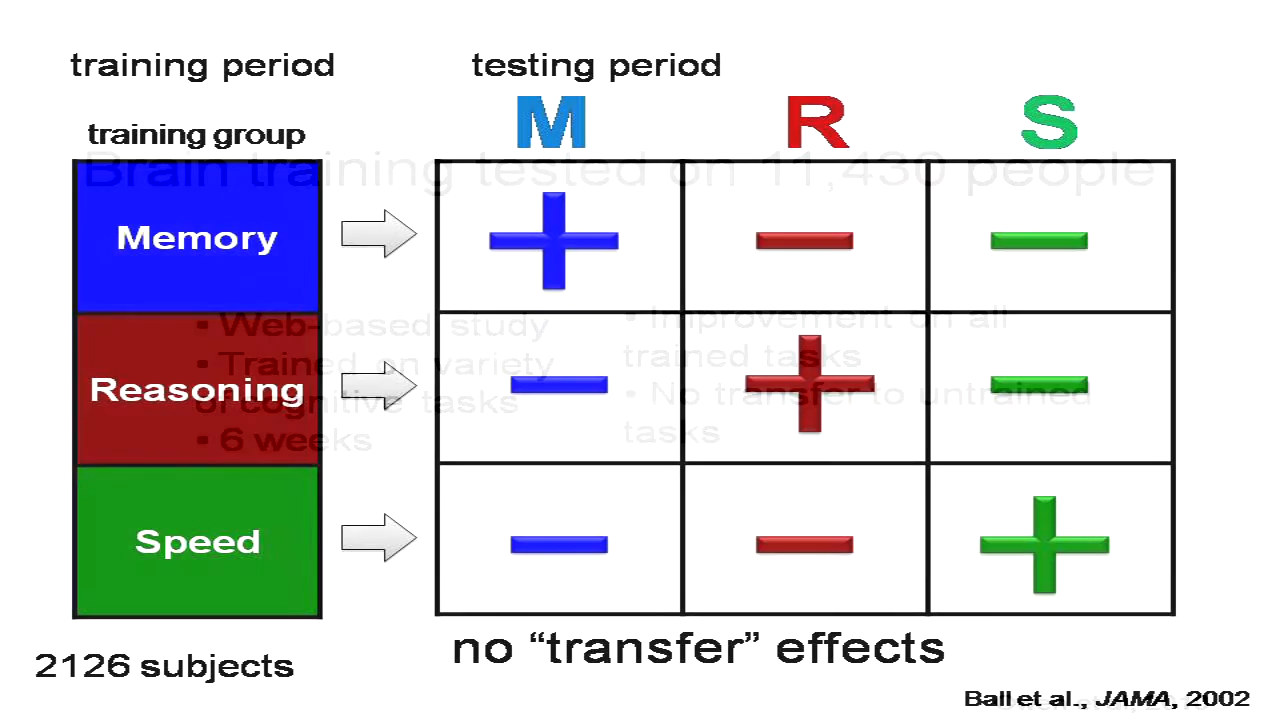 training period
testing period
training group
M R S
Brain training tested on 11,430 people
Memory
▪ Web-based study
▪ Trained on variety
of cognitive tasks
▪ 6 weeks
• Improvement on all
trained tasks
• No transfer to untrained
tasks
Reasoning
Speed
2126 subjects
no “transfer” effects
Ball et al., JAMA, 2002